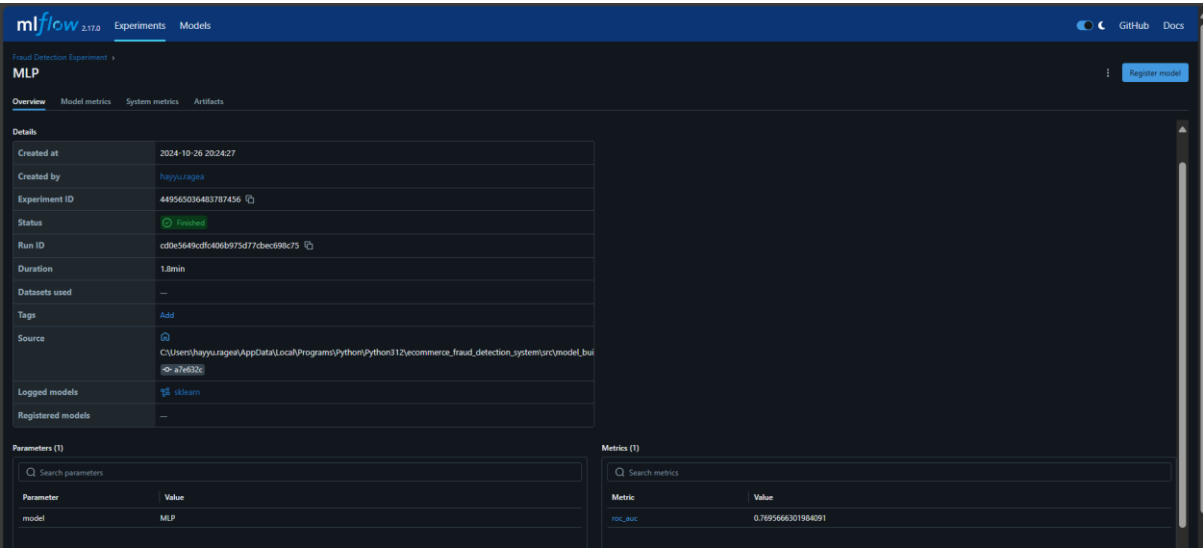 mlflow 2.17.0 Experiments Models GitHub Docs
Fraud Detection Experiment >
MLP
Register model
Overview Model metrics System metrics Artifacts
Details
Created at 2024-10-26 20:24:27
Created by hayyu.ragea
Experiment ID 449565036483787456
Status Finished
Run ID cd0e5649cdfc406b975d77cbec698c75
Duration 1.8min
Datasets used —
Tags Add
Source
C:\Users\hayyu.ragea\AppData\Local\Programs\Python\Python312\ecommerce_fraud_detection_system\src\model_bui
a7e632c
Logged models sklearn
Registered models —
Parameters (1) Metrics (1)
Search parameters Search metrics
Parameter Value Metric Value
model MLP roc_auc 0.7695666301984091